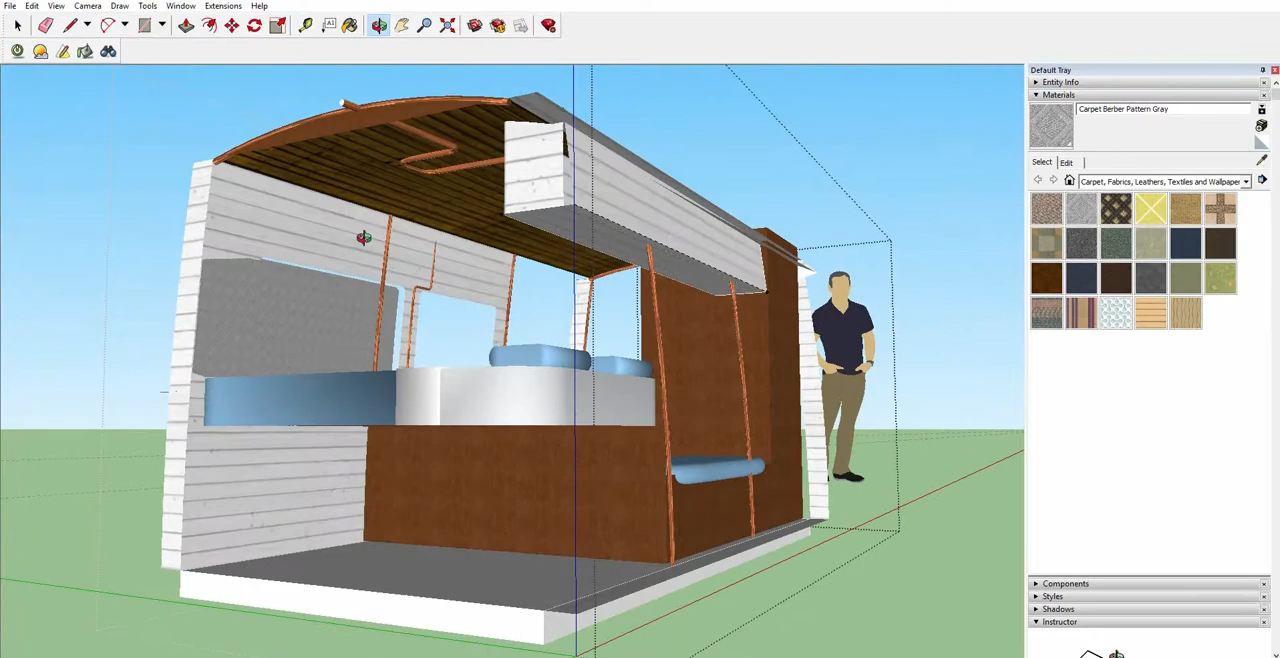 File Edit View Camera Draw Tools Window Extensions Help
Default Tray
Entity Info
Materials
Carpet Berber Pattern Gray
Select Edit
Carpet, Fabrics, Leathers, Textiles and Wallpaper
Components
Styles
Shadows
Instructor